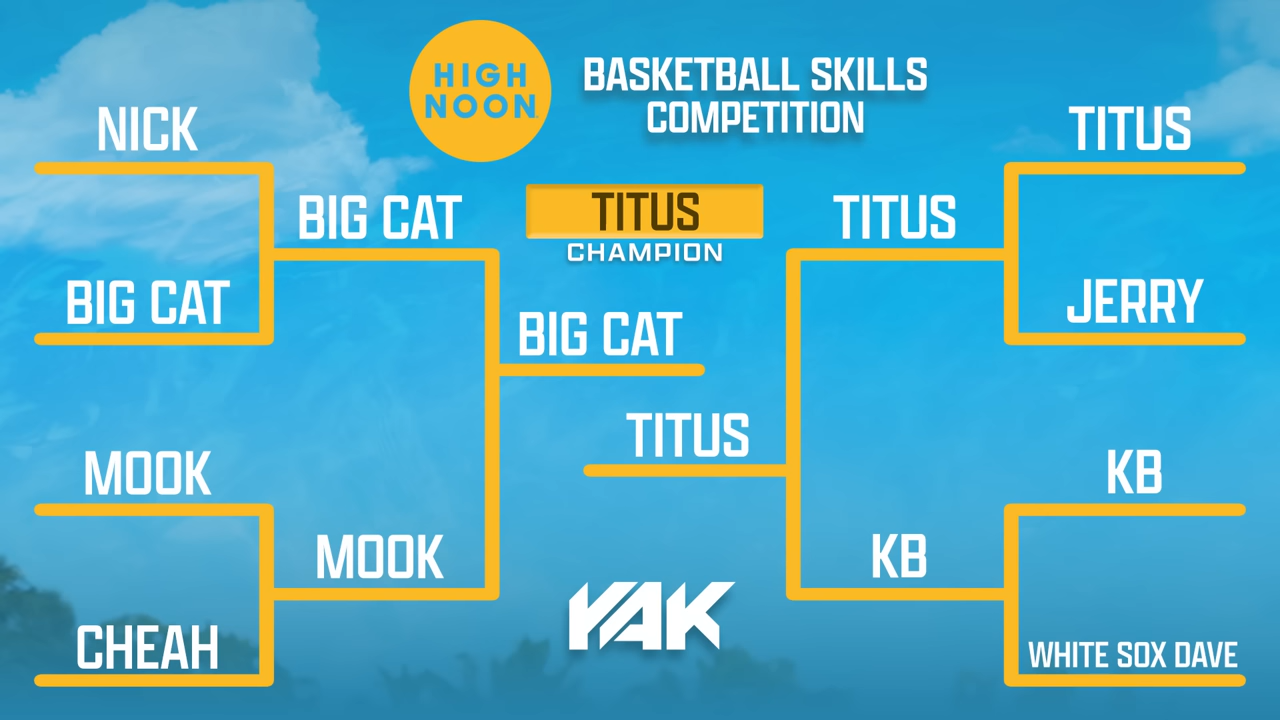 HIGH
NOON
BASKETBALL SKILLS
COMPETITION
TITUS
CHAMPION
NICK
BIG CAT
MOOK
CHEAH
BIG CAT
MOOK
BIG CAT
TITUS
TITUS
KB
TITUS
JERRY
KB
WHITE SOX DAVE
YAK